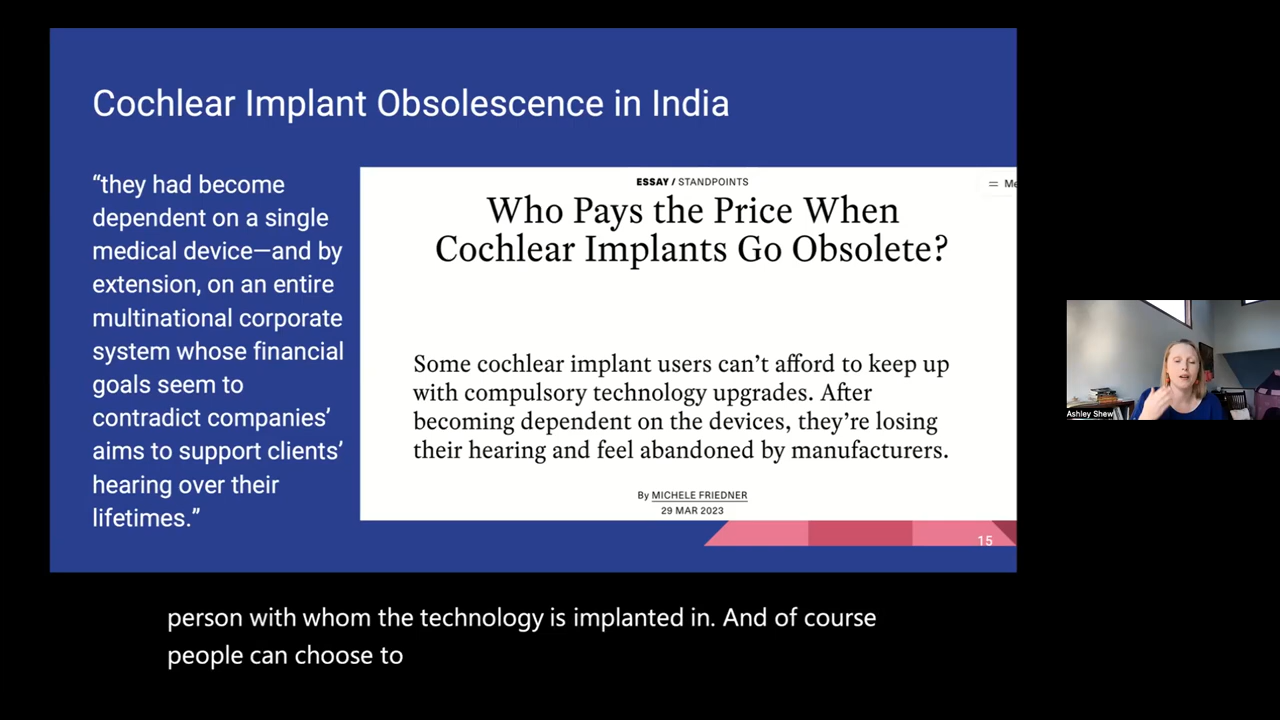 Cochlear Implant Obsolescence in India
“they had become
dependent on a single
medical device—and by
extension, on an entire
multinational corporate
system whose financial
goals seem to
contradict companies’
aims to support clients’
hearing over their
lifetimes.”
ESSAY / STANDPOINTS
Who Pays the Price When
Cochlear Implants Go Obsolete?
Some cochlear implant users can’t afford to keep up
with compulsory technology upgrades. After
becoming dependent on the devices, they’re losing
their hearing and feel abandoned by manufacturers.
By MICHELE FRIEDNER
29 MAR 2023
15
Ashley Shew
person with whom the technology is implanted in. And of course
people can choose to